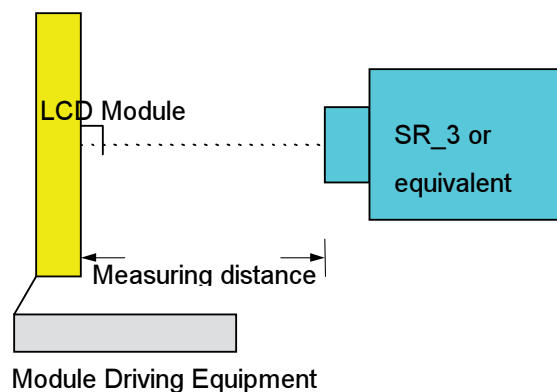 LCD Module
SR_3 or
equivalent
Measuring distance
Module Driving Equipment